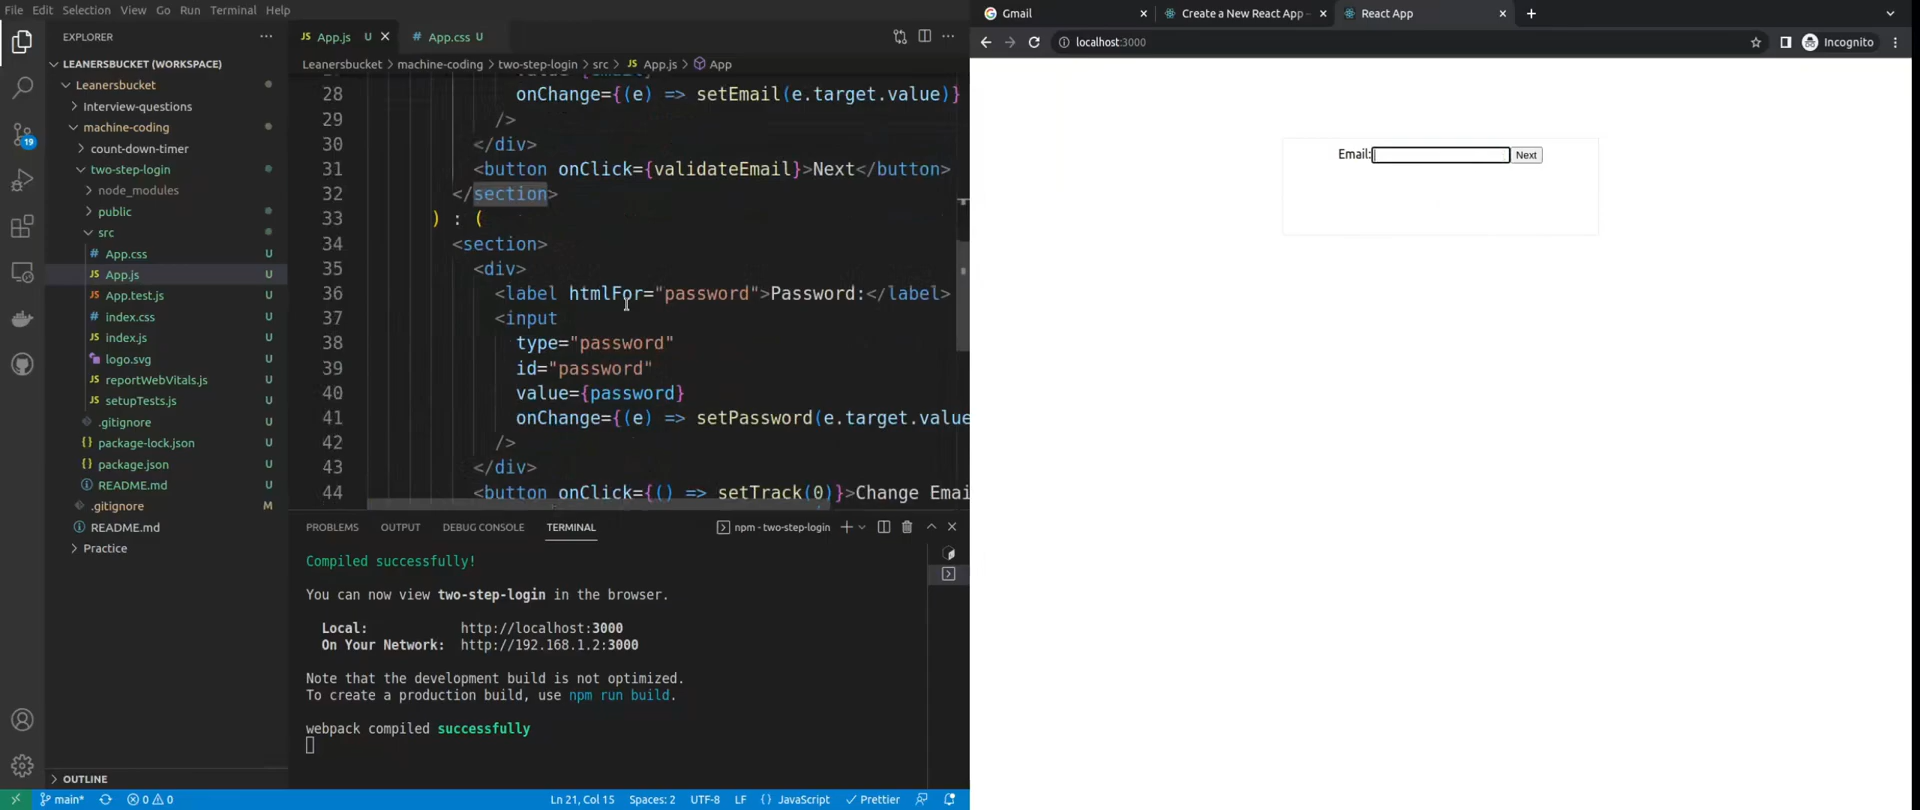 File Edit Selection View Go Run Terminal Help
EXPLORER
LEANERSBUCKET (WORKSPACE)
Leanersbucket
Interview-questions
machine-coding
count-down-timer
two-step-login
node_modules
public
src
# App.css U
JS App.js U
JS App.test.js U
# index.css U
JS index.js U
logo.svg U
JS reportWebVitals.js U
JS setupTests.js U
.gitignore U
{} package-lock.json U
{} package.json U
README.md U
.gitignore M
README.md
Practice
OUTLINE
19
JS App.js U
# App.css U
Leanersbucket > machine-coding > two-step-login > src > JS App.js > App
28 onChange={(e) => setEmail(e.target.value)}
29 />
30 </div>
31 <button onClick={validateEmail}>Next</button>
32 </section>
33 ) : (
34 <section>
35 <div>
36 <label htmlFor="password">Password:</label>
37 <input
38 type="password"
39 id="password"
40 value={password}
41 onChange={(e) => setPassword(e.target.value
42 />
43 </div>
44 <button onClick={() => setTrack(0)}>Change Emai
PROBLEMS OUTPUT DEBUG CONSOLE TERMINAL
npm - two-step-login
Compiled successfully!
You can now view two-step-login in the browser.
Local: http://localhost:3000
On Your Network: http://192.168.1.2:3000
Note that the development build is not optimized.
To create a production build, use npm run build.
webpack compiled successfully
main* 0 0 Ln 21, Col 15 Spaces: 2 UTF-8 LF {} JavaScript Prettier
Gmail
Create a New React App –
React App
localhost:3000
Incognito
Email:
Next